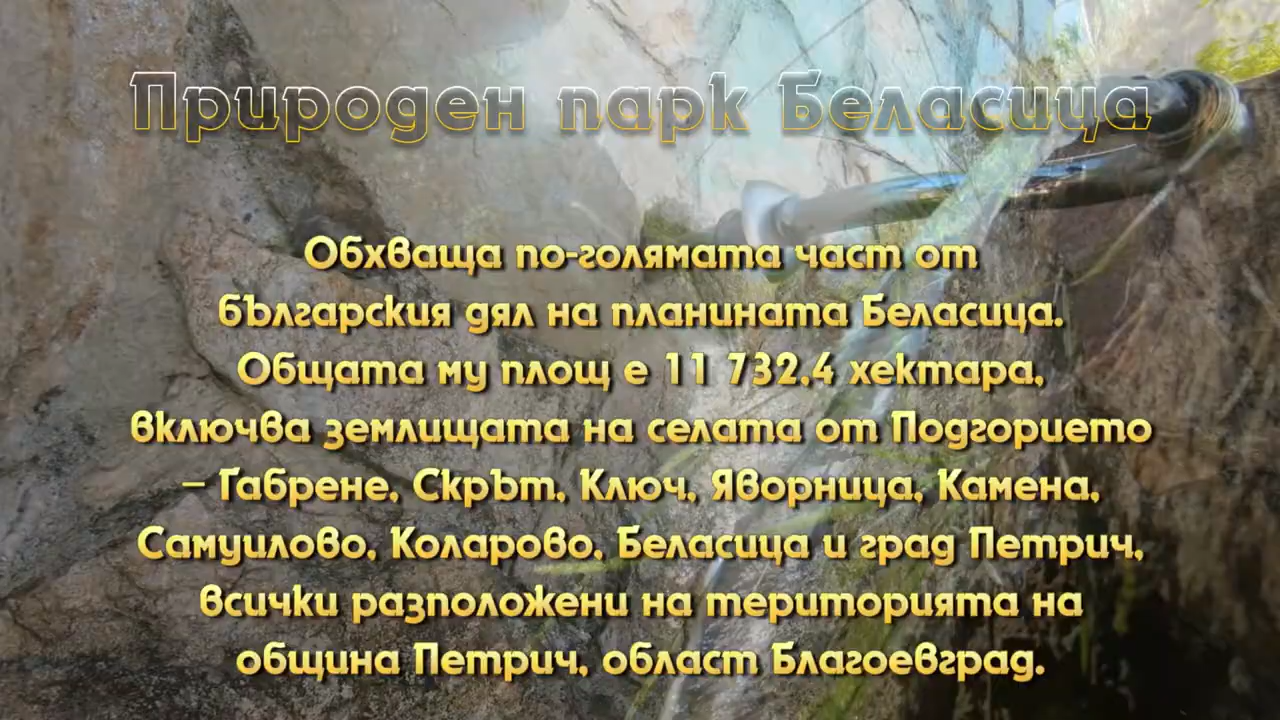 Природен парк Беласица
Обхваща по-голямата част от
българския дял на планината Беласица.
Общата му площ е 11 732,4 хектара,
включва землищата на селата от Подгорието
– Габрене, Скрът, Ключ, Яворница, Камена,
Самуилово, Коларово, Беласица и град Петрич,
всички разположени на територията на
община Петрич, област Благоевград.